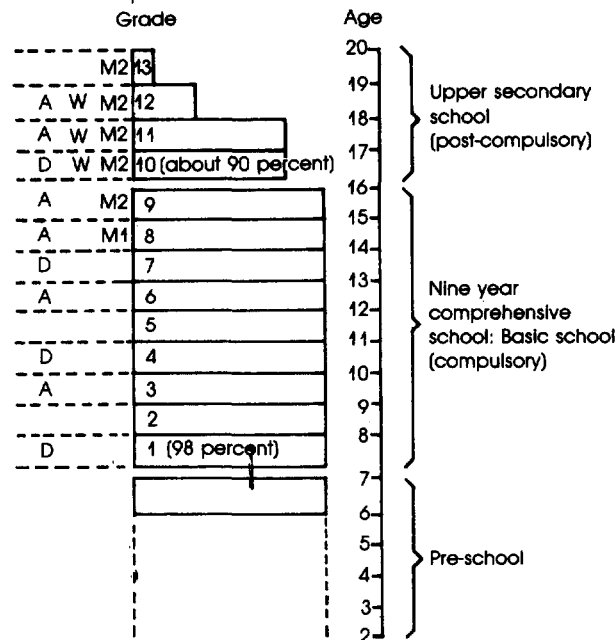 Grade Age
20
M2 13
19
A W M2 12
Upper secondary
18
school
A W M2 11
(post-compulsory)
17
D W M2 10 (about 90 percent)
16
A M2 9
15
A M1 8
14
D 7
13
A 6
Nine year
12
comprehensive
5
school: Basic school
11
(compulsory)
D 4
10
A 3
9
2
8
D 1 (98 percent)
7
6
5
Pre-school
4
3
2